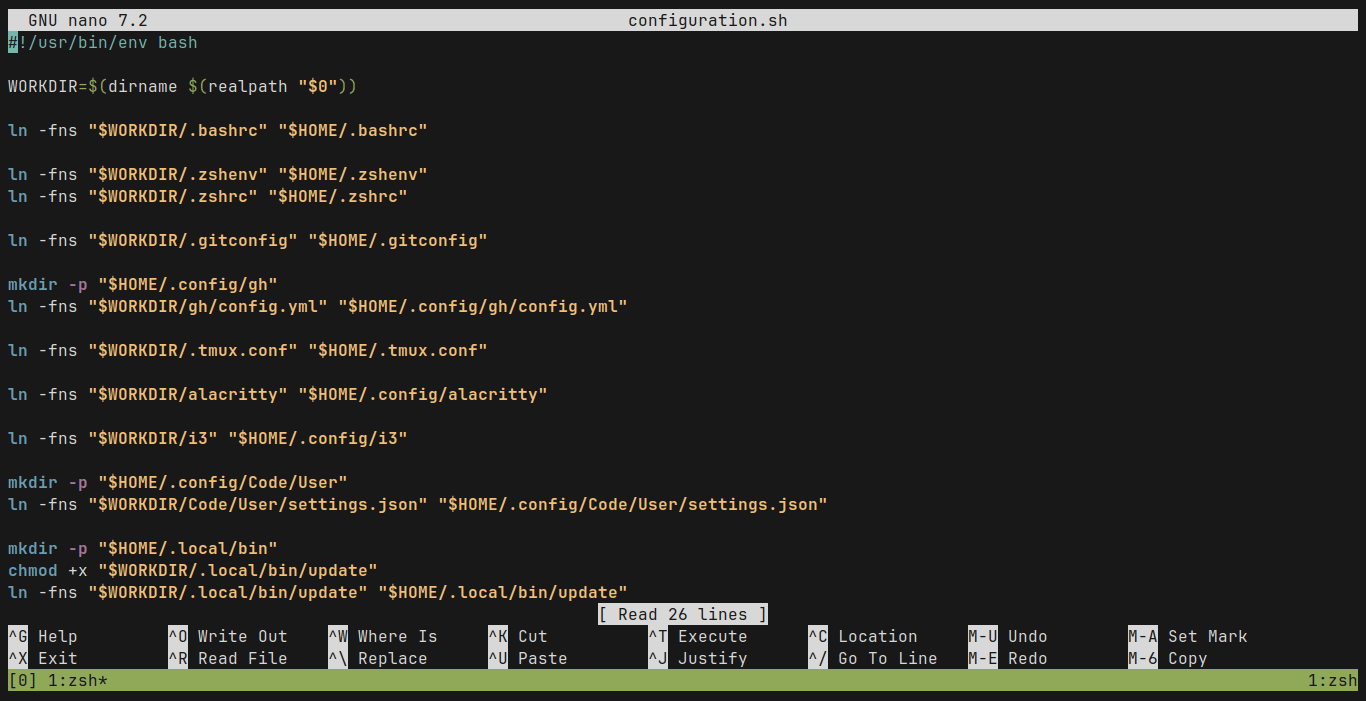 GNU nano 7.2 configuration.sh
#!/usr/bin/env bash
WORKDIR=$(dirname $(realpath "$0"))
ln -fns "$WORKDIR/.bashrc" "$HOME/.bashrc"
ln -fns "$WORKDIR/.zshenv" "$HOME/.zshenv"
ln -fns "$WORKDIR/.zshrc" "$HOME/.zshrc"
ln -fns "$WORKDIR/.gitconfig" "$HOME/.gitconfig"
mkdir -p "$HOME/.config/gh"
ln -fns "$WORKDIR/gh/config.yml" "$HOME/.config/gh/config.yml"
ln -fns "$WORKDIR/.tmux.conf" "$HOME/.tmux.conf"
ln -fns "$WORKDIR/alacritty" "$HOME/.config/alacritty"
ln -fns "$WORKDIR/i3" "$HOME/.config/i3"
mkdir -p "$HOME/.config/Code/User"
ln -fns "$WORKDIR/Code/User/settings.json" "$HOME/.config/Code/User/settings.json"
mkdir -p "$HOME/.local/bin"
chmod +x "$WORKDIR/.local/bin/update"
ln -fns "$WORKDIR/.local/bin/update" "$HOME/.local/bin/update"
[ Read 26 lines ]
^G Help ^O Write Out ^W Where Is ^K Cut ^T Execute ^C Location M-U Undo M-A Set Mark
^X Exit ^R Read File ^\ Replace ^U Paste ^J Justify ^/ Go To Line M-E Redo M-6 Copy
[0] 1:zsh* 1:zsh